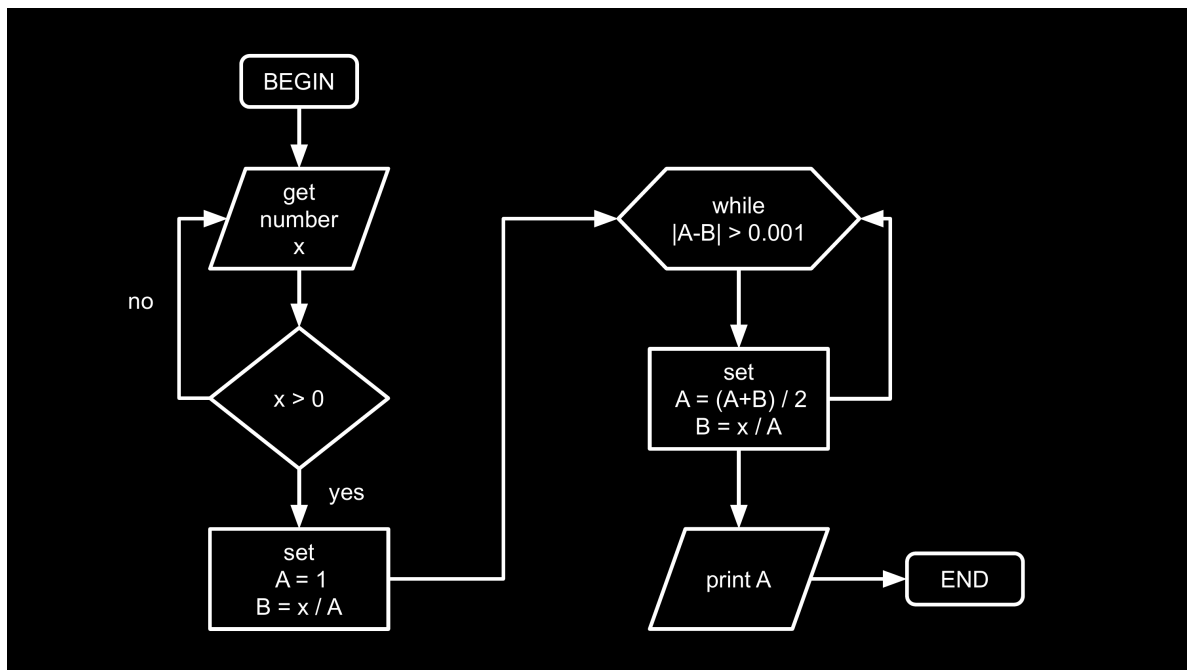 BEGIN
get
number
x
no
x > 0
yes
set
A = 1
B = x / A
while
|A-B| > 0.001
set
A = (A+B) / 2
B = x / A
print A
END